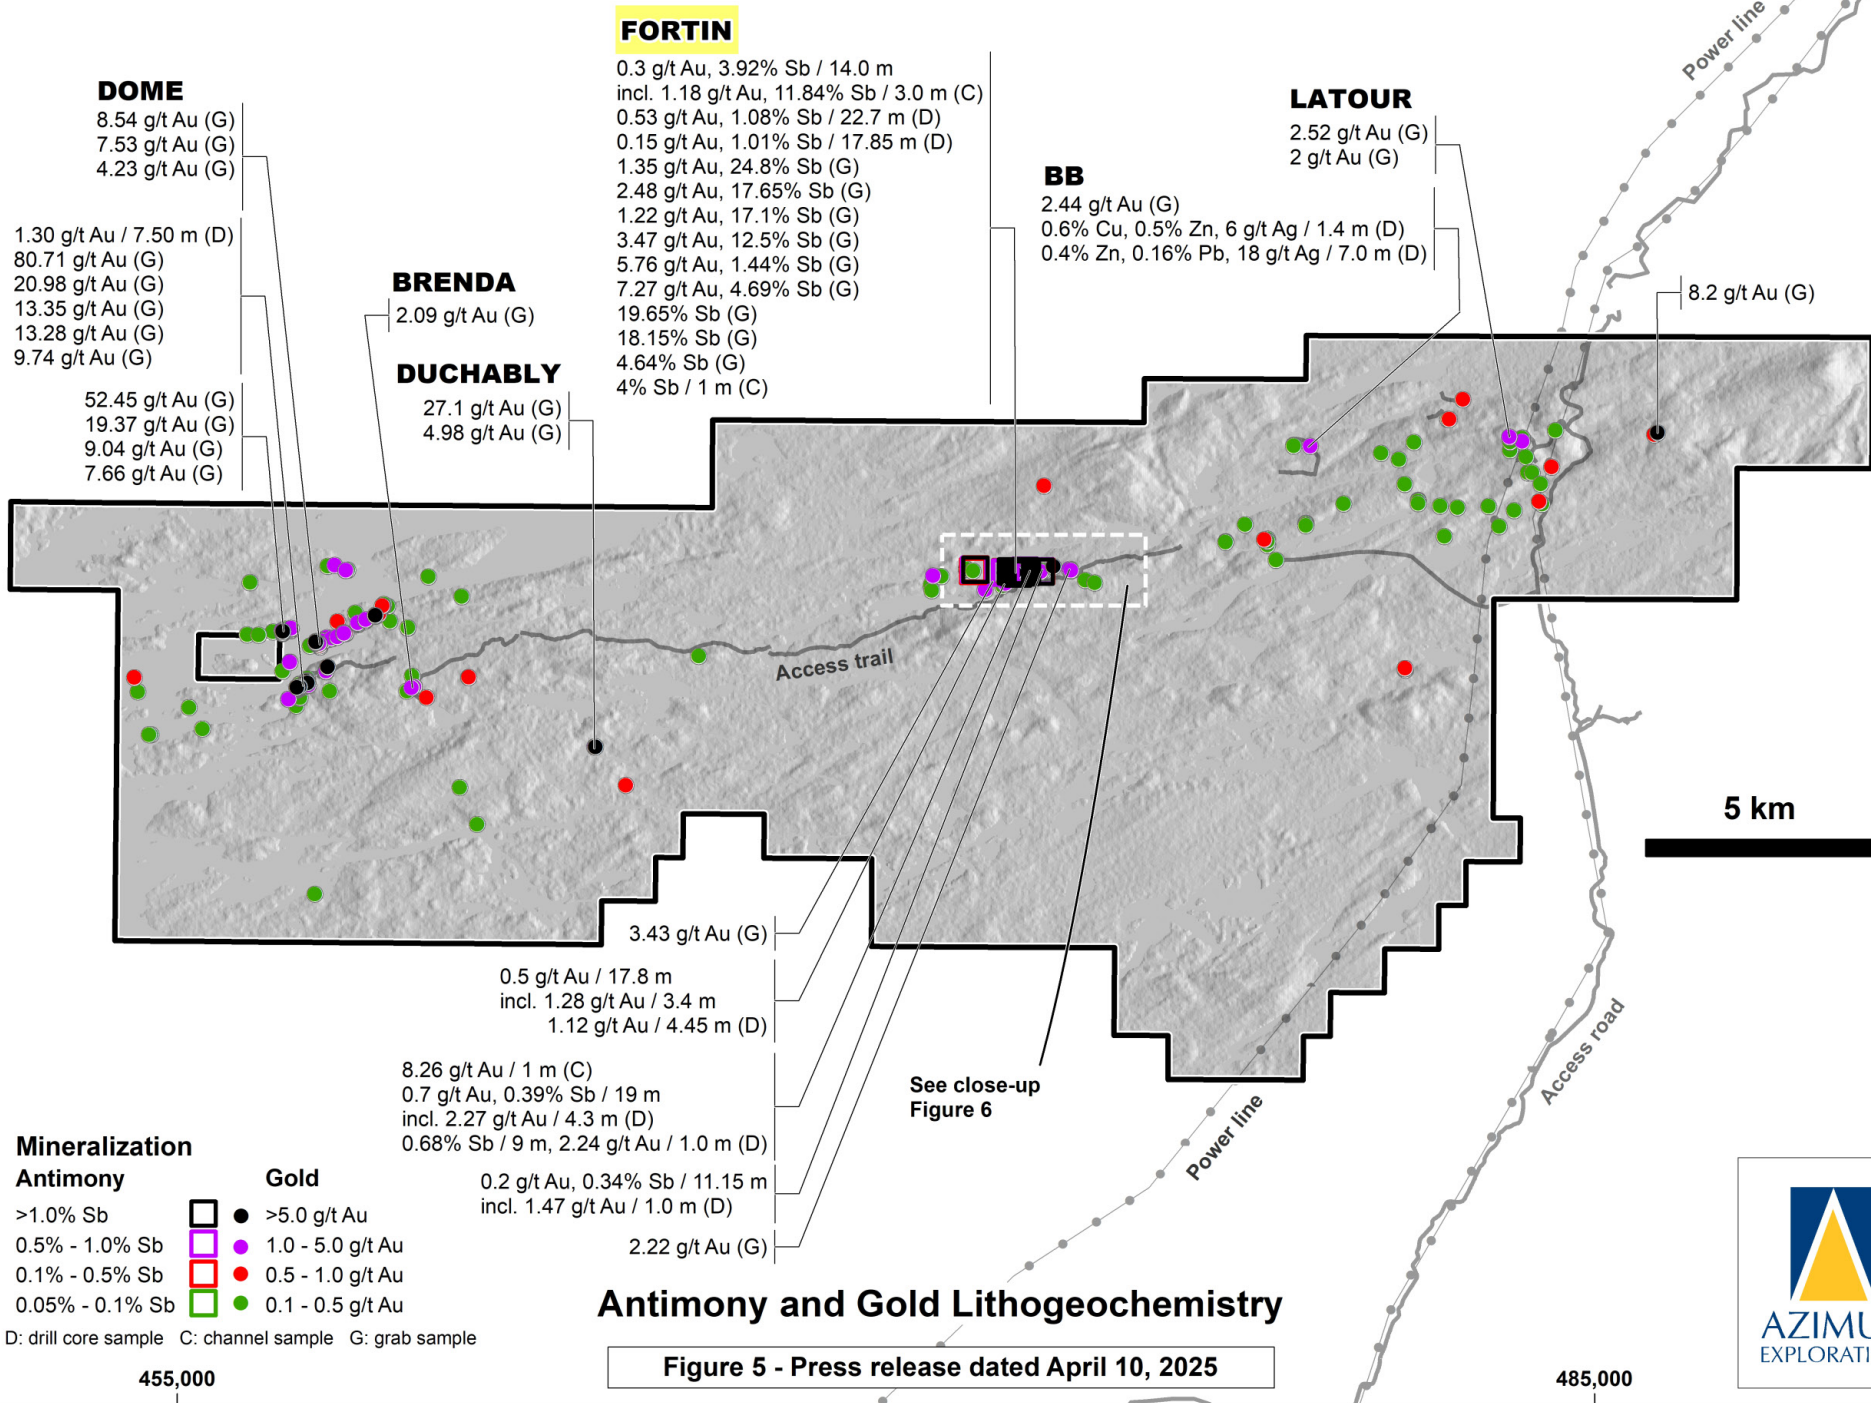 FORTIN
0.3 g/t Au, 3.92% Sb / 14.0 m
incl. 1.18 g/t Au, 11.84% Sb / 3.0 m (C)
0.53 g/t Au, 1.08% Sb / 22.7 m (D)
0.15 g/t Au, 1.01% Sb / 17.85 m (D)
1.35 g/t Au, 24.8% Sb (G)
2.48 g/t Au, 17.65% Sb (G)
1.22 g/t Au, 17.1% Sb (G)
3.47 g/t Au, 12.5% Sb (G)
5.76 g/t Au, 1.44% Sb (G)
7.27 g/t Au, 4.69% Sb (G)
19.65% Sb (G)
18.15% Sb (G)
4.64% Sb (G)
4% Sb / 1 m (C)
DOME
8.54 g/t Au (G)
7.53 g/t Au (G)
4.23 g/t Au (G)
1.30 g/t Au / 7.50 m (D)
80.71 g/t Au (G)
20.98 g/t Au (G)
13.35 g/t Au (G)
13.28 g/t Au (G)
9.74 g/t Au (G)
52.45 g/t Au (G)
19.37 g/t Au (G)
9.04 g/t Au (G)
7.66 g/t Au (G)
BRENDA
2.09 g/t Au (G)
DUCHABLY
27.1 g/t Au (G)
4.98 g/t Au (G)
LATOUR
2.52 g/t Au (G)
2 g/t Au (G)
BB
2.44 g/t Au (G)
0.6% Cu, 0.5% Zn, 6 g/t Ag / 1.4 m (D)
0.4% Zn, 0.16% Pb, 18 g/t Ag / 7.0 m (D)
8.2 g/t Au (G)
Power line
Access trail
5 km
3.43 g/t Au (G)
0.5 g/t Au / 17.8 m
incl. 1.28 g/t Au / 3.4 m
1.12 g/t Au / 4.45 m (D)
8.26 g/t Au / 1 m (C)
0.7 g/t Au, 0.39% Sb / 19 m
incl. 2.27 g/t Au / 4.3 m (D)
0.68% Sb / 9 m, 2.24 g/t Au / 1.0 m (D)
0.2 g/t Au, 0.34% Sb / 11.15 m
incl. 1.47 g/t Au / 1.0 m (D)
2.22 g/t Au (G)
See close-up
Figure 6
Power line
Access road
Mineralization
Antimony Gold
>1.0% Sb >5.0 g/t Au
0.5% - 1.0% Sb 1.0 - 5.0 g/t Au
0.1% - 0.5% Sb 0.5 - 1.0 g/t Au
0.05% - 0.1% Sb 0.1 - 0.5 g/t Au
D: drill core sample C: channel sample G: grab sample
Antimony and Gold Lithogeochemistry
Figure 5 - Press release dated April 10, 2025
455,000
485,000
AZIMU
EXPLORATI